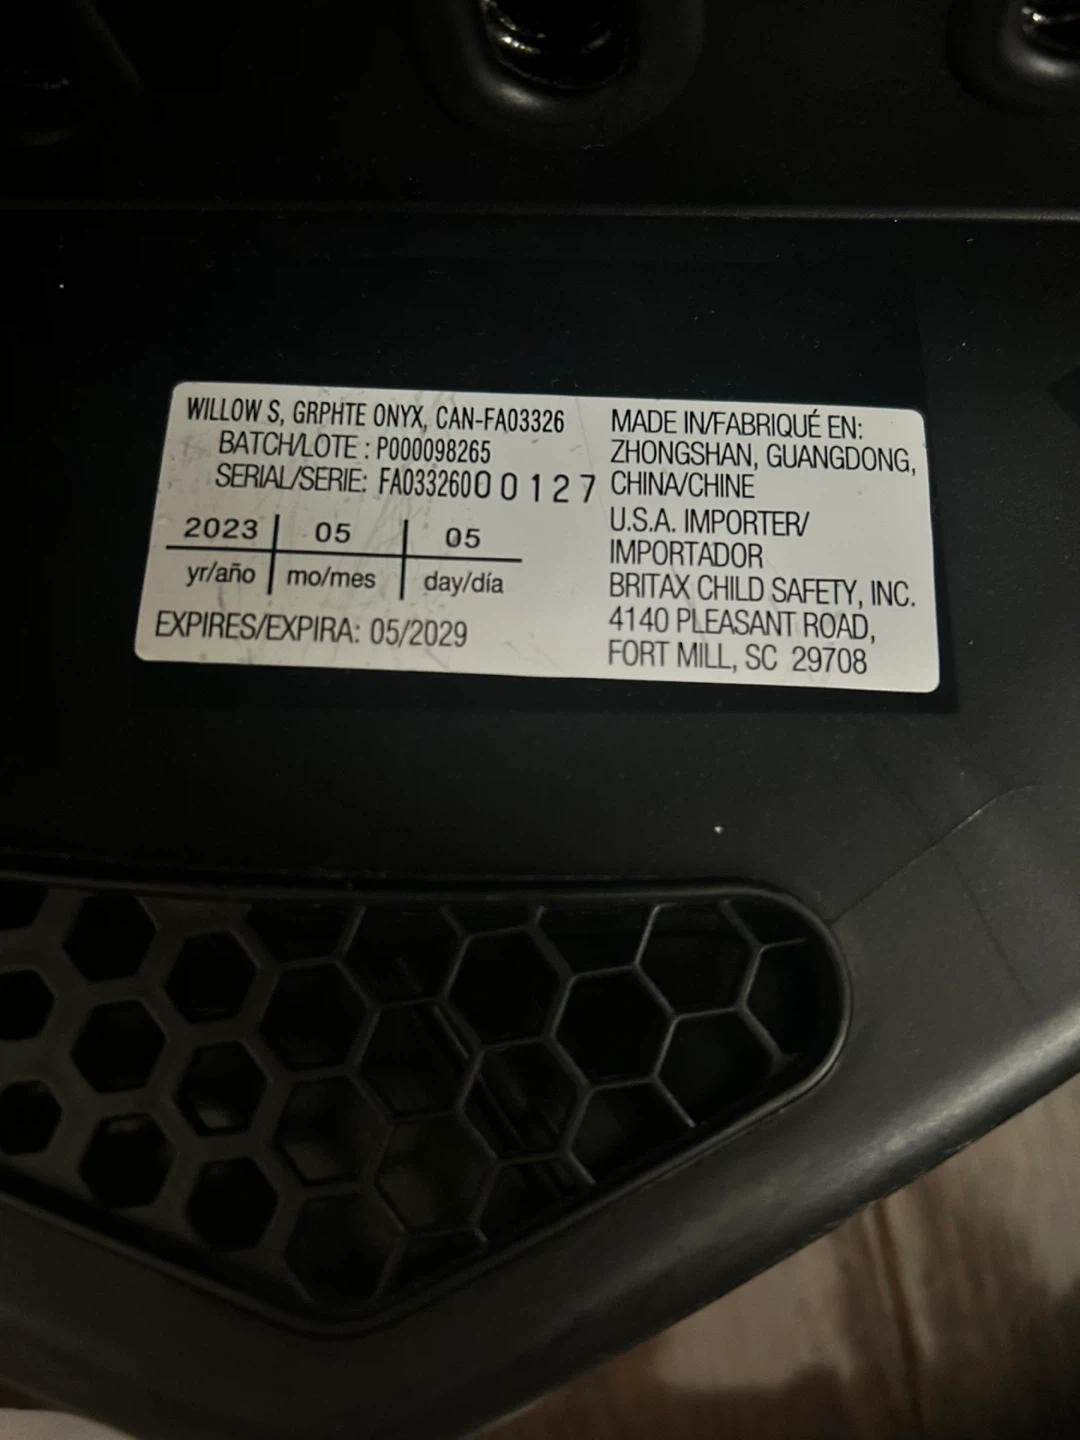 WILLOW S, GRPHTE ONYX, CAN-FA03326
BATCH/LOTE : P000098265
SERIAL/SERIE: FA0332600 0 1 2 7
2023 05 05
yr/año mo/mes day/día
EXPIRES/EXPIRA: 05/2029
MADE IN/FABRIQUÉ EN:
ZHONGSHAN, GUANGDONG,
CHINA/CHINE
U.S.A. IMPORTER/
IMPORTADOR
BRITAX CHILD SAFETY, INC.
4140 PLEASANT ROAD,
FORT MILL, SC 29708